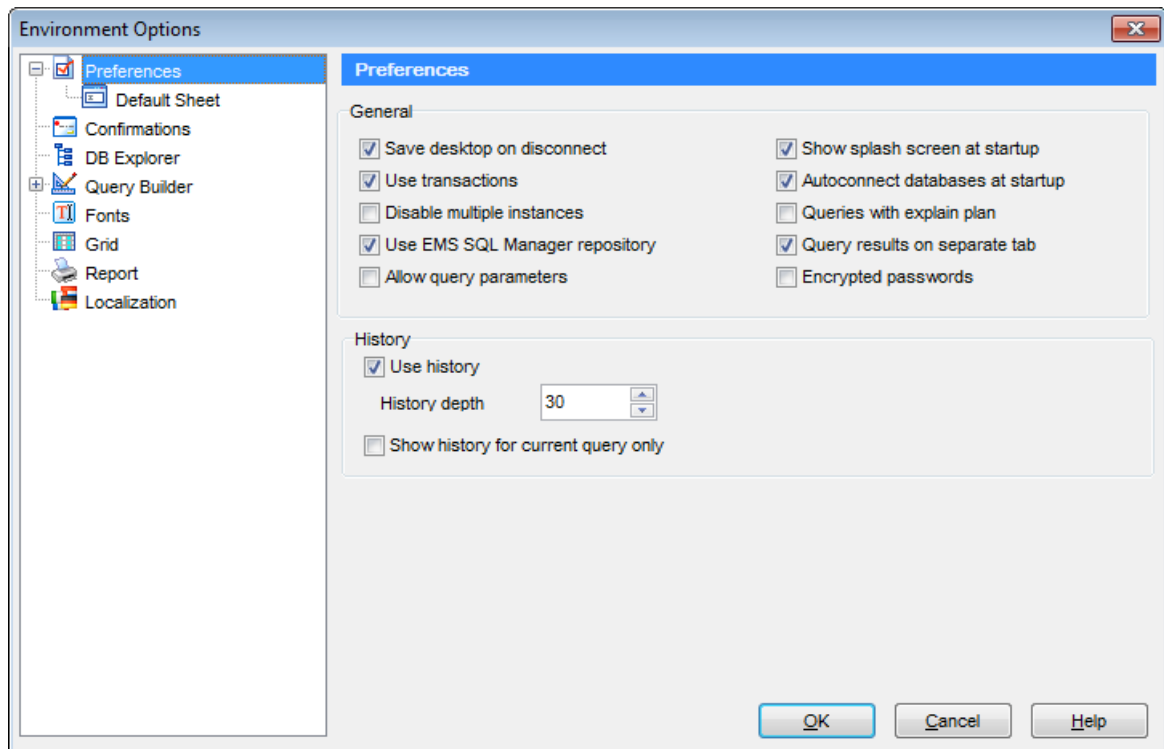 Environment Options
Preferences
Default Sheet
Confirmations
DB Explorer
Query Builder
Fonts
Grid
Report
Localization
Preferences
General
Save desktop on disconnect
Use transactions
Disable multiple instances
Use EMS SQL Manager repository
Allow query parameters
Show splash screen at startup
Autoconnect databases at startup
Queries with explain plan
Query results on separate tab
Encrypted passwords
History
Use history
History depth 30
Show history for current query only
OK Cancel Help